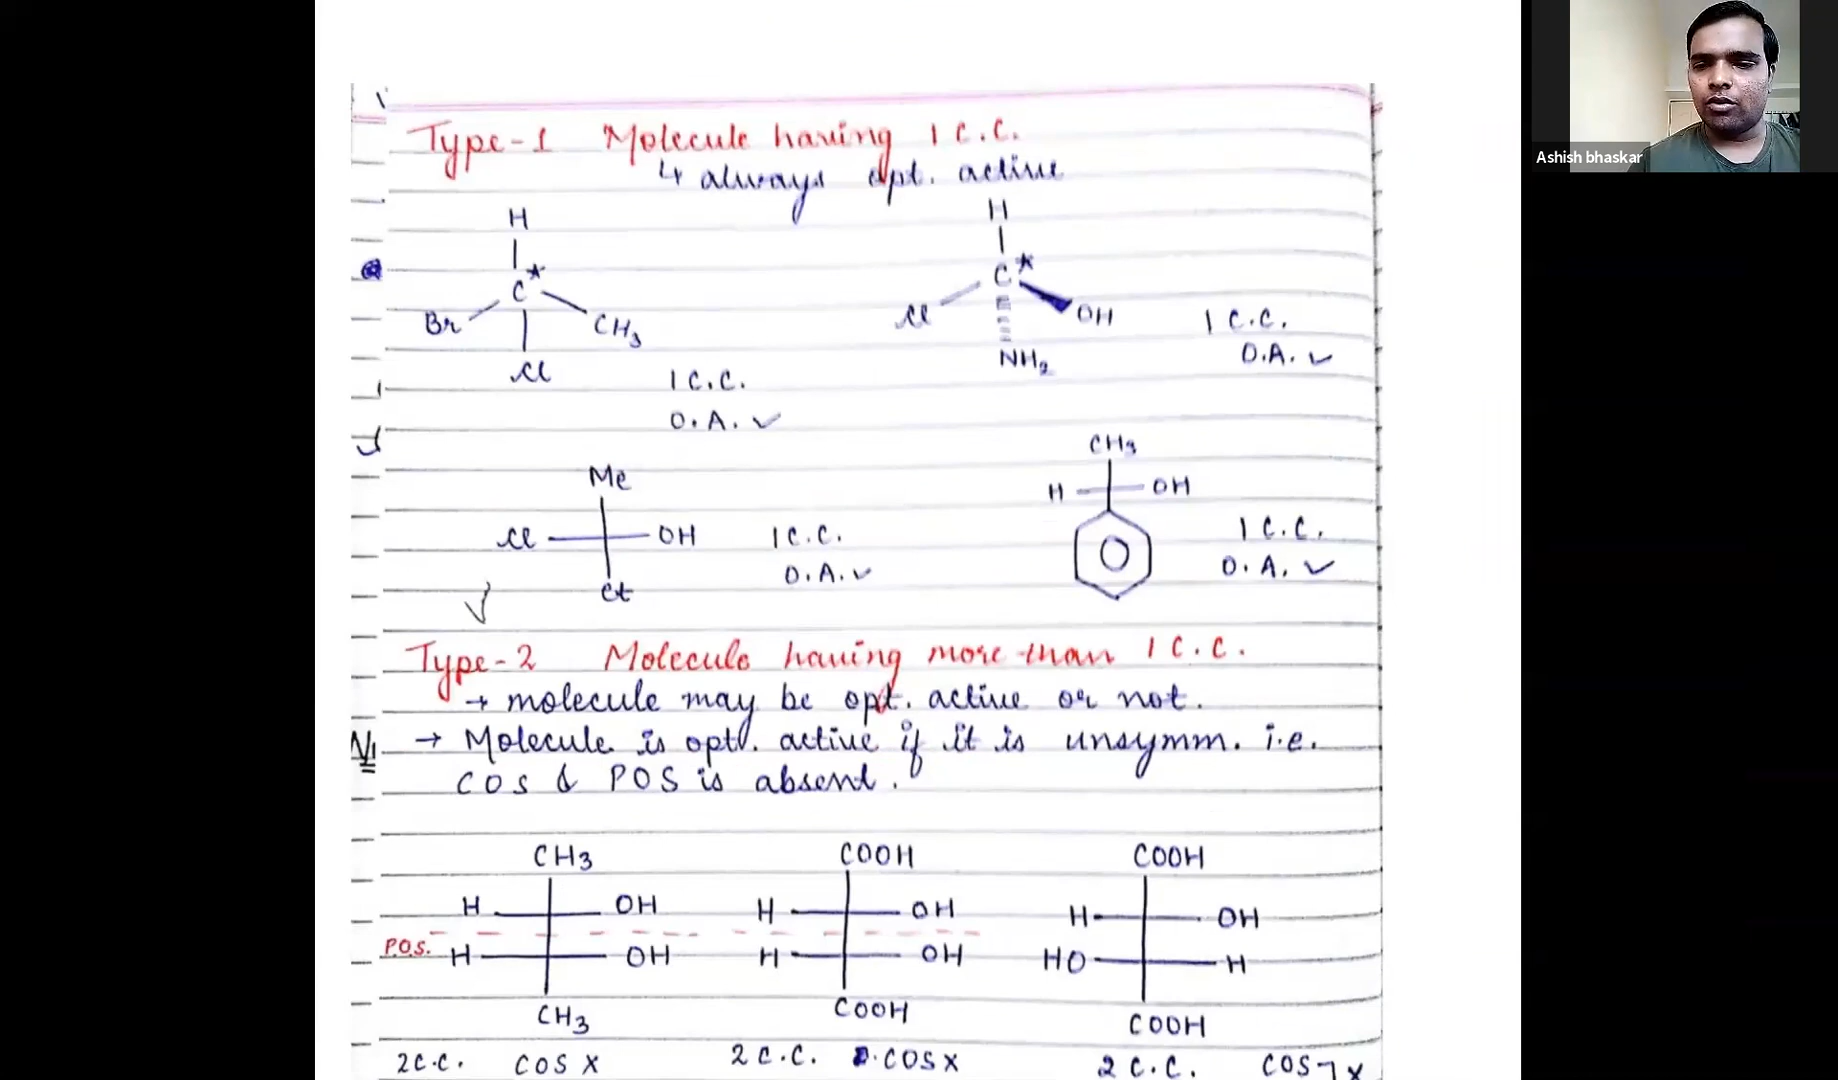 Type-1 Molecule having 1 C.C.
↳ always opt. active
H
C*
Br
CH3
Cl
1 C.C.
O.A. ✓
H
C*
Cl
OH
NH2
1 C.C.
O.A. ✓
Me
Cl
OH
Et
1 C.C.
O.A. ✓
CH3
H
OH
1 C.C.
O.A. ✓
Type-2 Molecule having more than 1 C.C.
→ molecule may be opt. active or not.
→ Molecule is opt. active if it is unsymm. i.e.
COS & POS is absent.
CH3
H
OH
P.O.S.
H
OH
CH3
2 C.C. COS X
COOH
H
OH
H
OH
COOH
2 C.C. COS X
COOH
H
OH
HO
H
COOH
2 C.C. COS
Ashish bhaskar